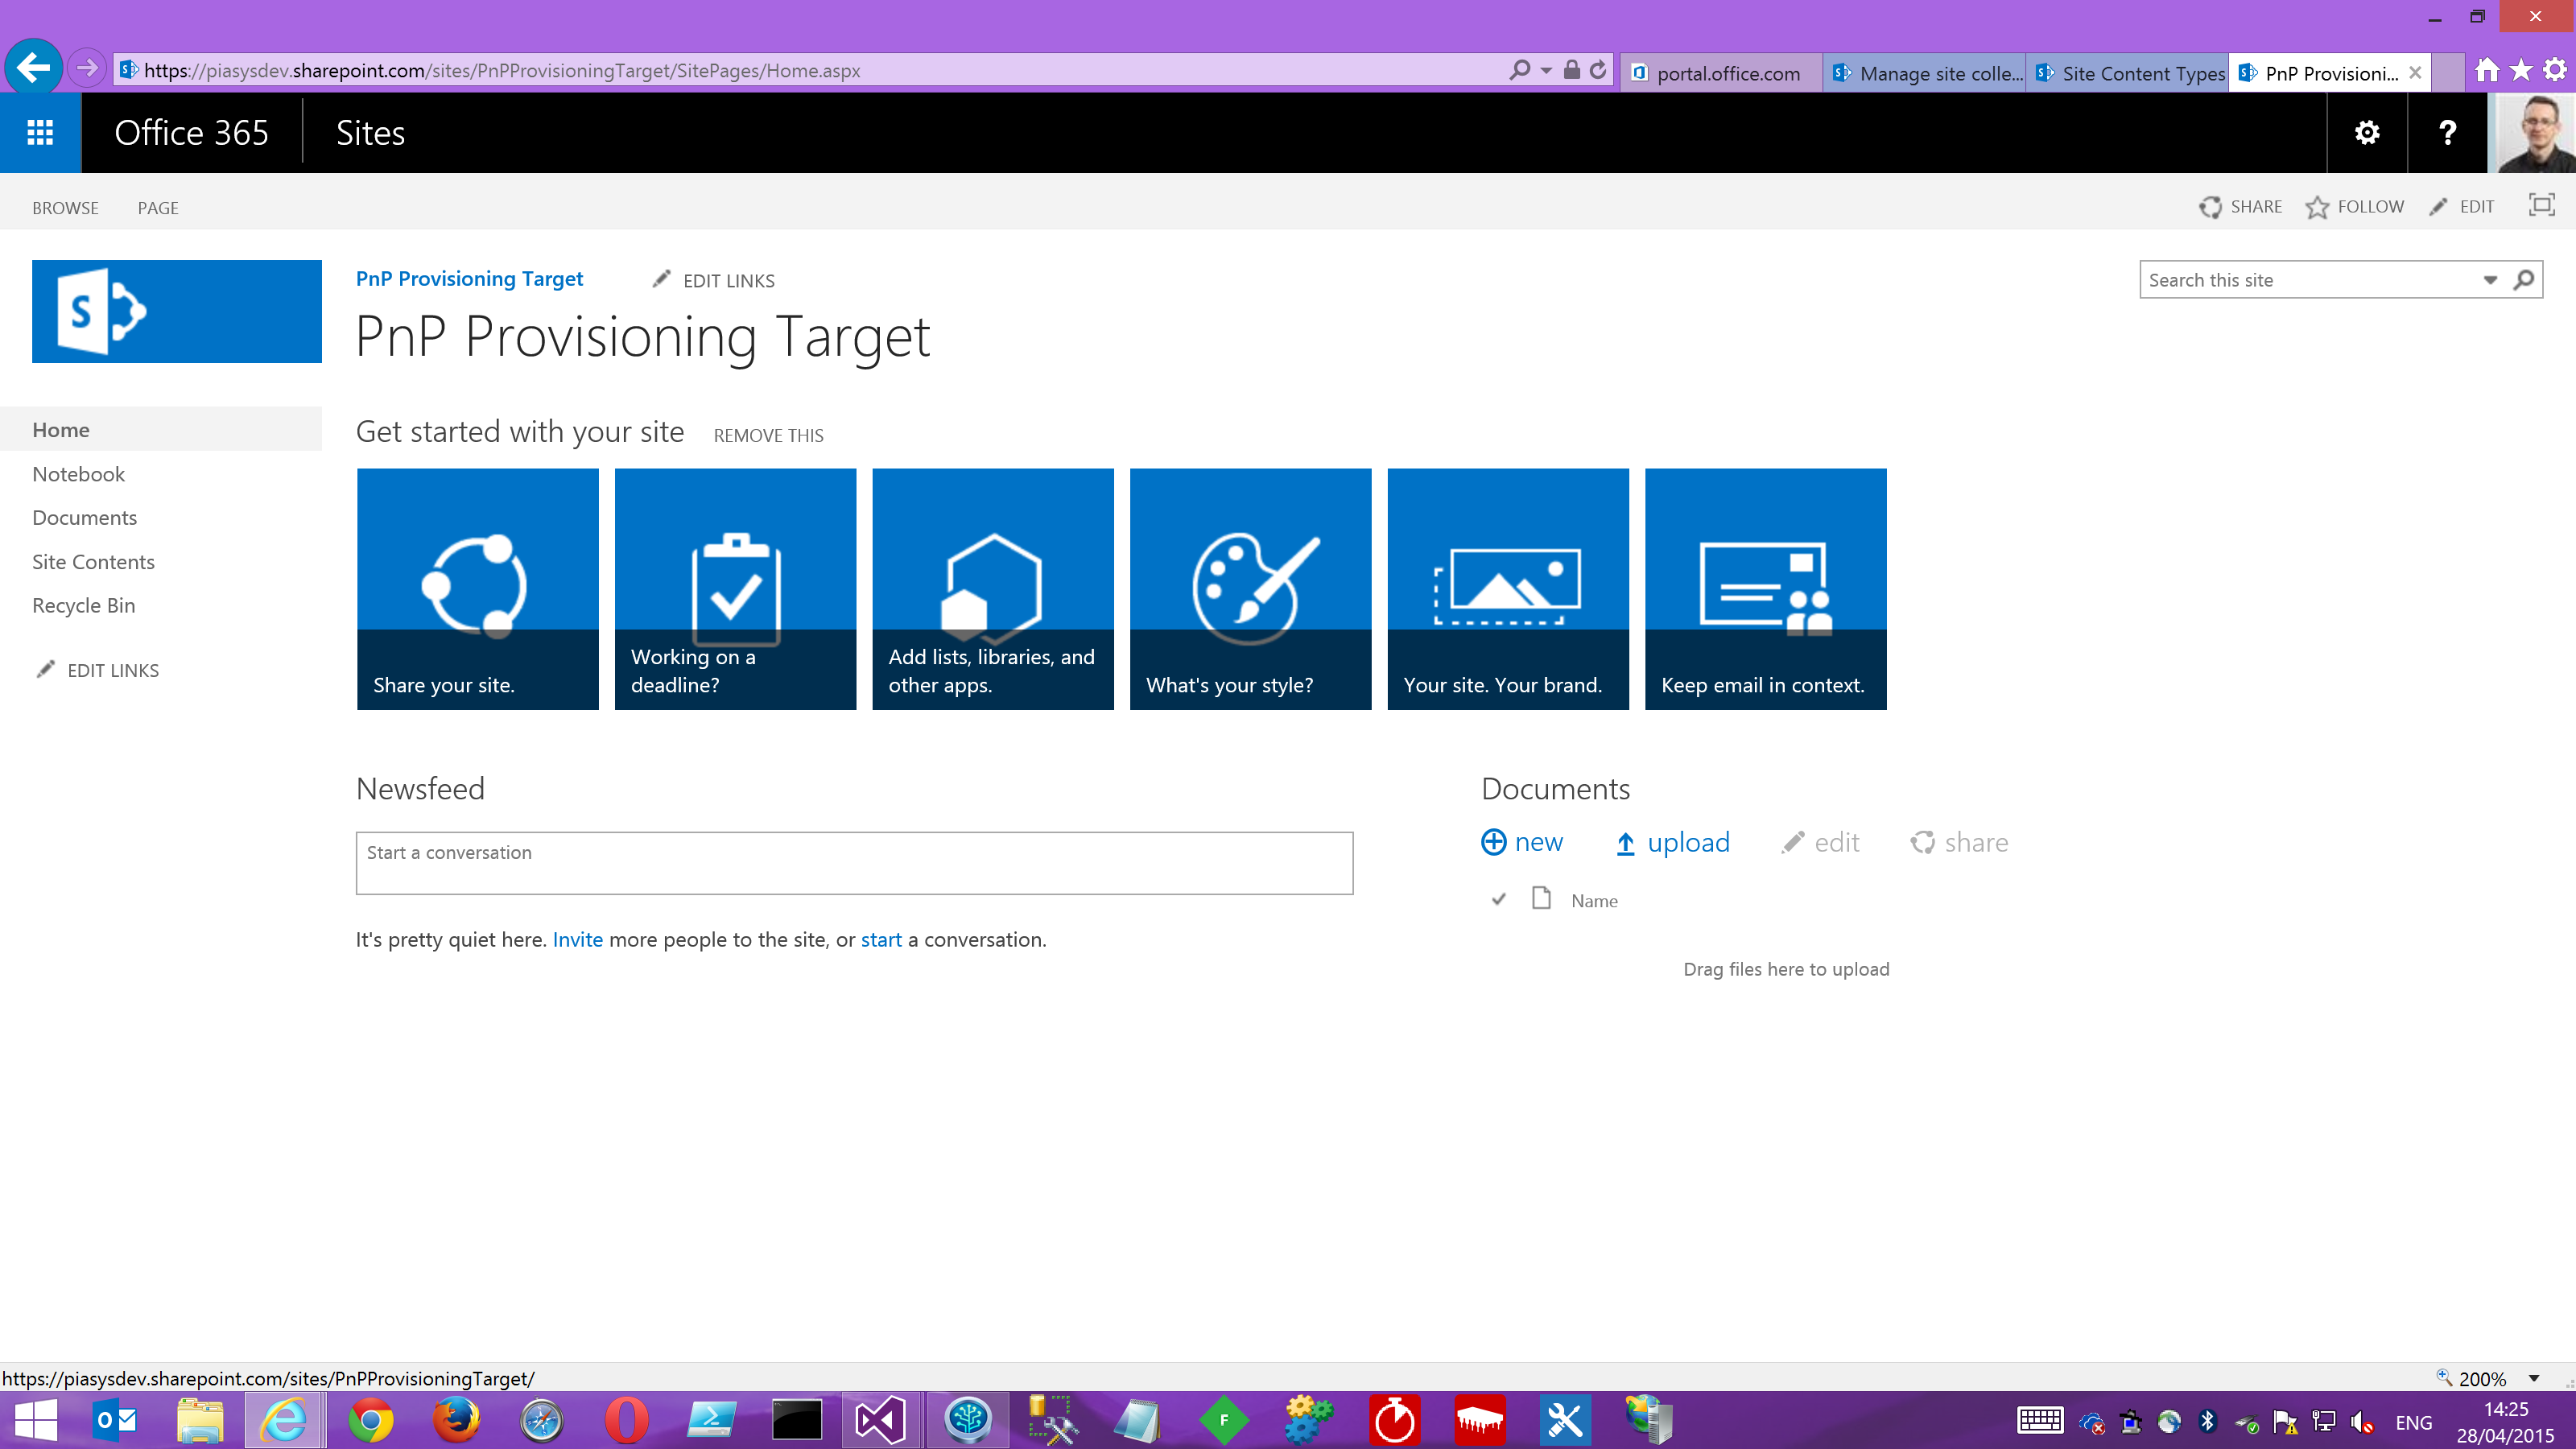 https://piasysdev.sharepoint.com/sites/PnPProvisioningTarget/SitePages/Home.aspx
portal.office.com
Manage site colle...
Site Content Types
PnP Provisioni...
Office 365
Sites
?
BROWSE
PAGE
SHARE
FOLLOW
EDIT
S
PnP Provisioning Target
EDIT LINKS
Search this site
PnP Provisioning Target
Home
Notebook
Documents
Site Contents
Recycle Bin
EDIT LINKS
Get started with your site
REMOVE THIS
Share your site.
Working on a
deadline?
Add lists, libraries, and
other apps.
What's your style?
Your site. Your brand.
Keep email in context.
Newsfeed
Start a conversation
It's pretty quiet here. Invite more people to the site, or start a conversation.
Documents
new
upload
edit
share
Name
Drag files here to upload
https://piasysdev.sharepoint.com/sites/PnPProvisioningTarget/
200%
F
ENG
14:25
28/04/2015